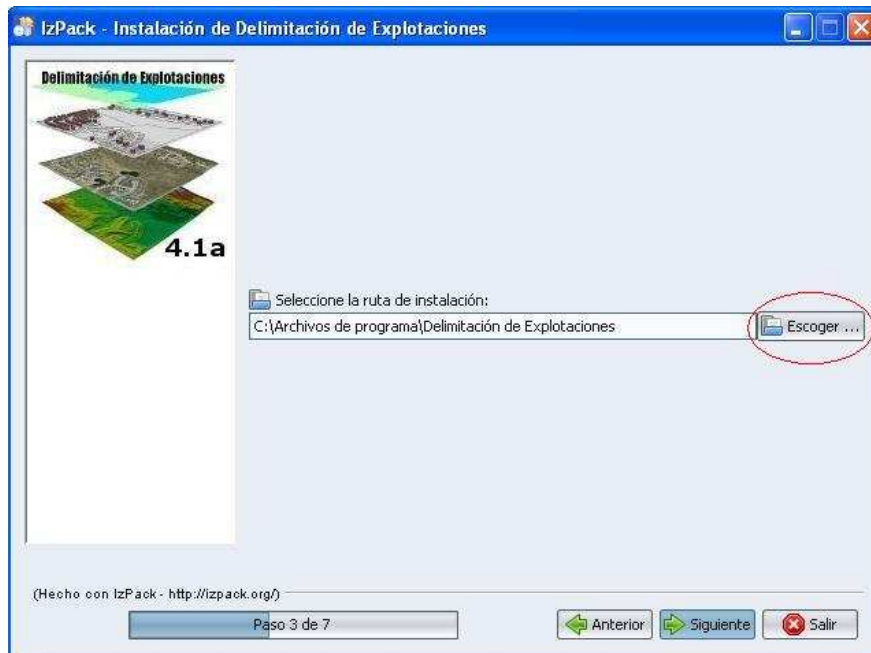 IzPack - Instalación de Delimitación de Explotaciones
Delimitación de Explotaciones
4.1a
Seleccione la ruta de instalación:
C:\Archivos de programa\Delimitación de Explotaciones
Escoger ...
(Hecho con IzPack - http://izpack.org/)
Paso 3 de 7
Anterior
Siguiente
Salir